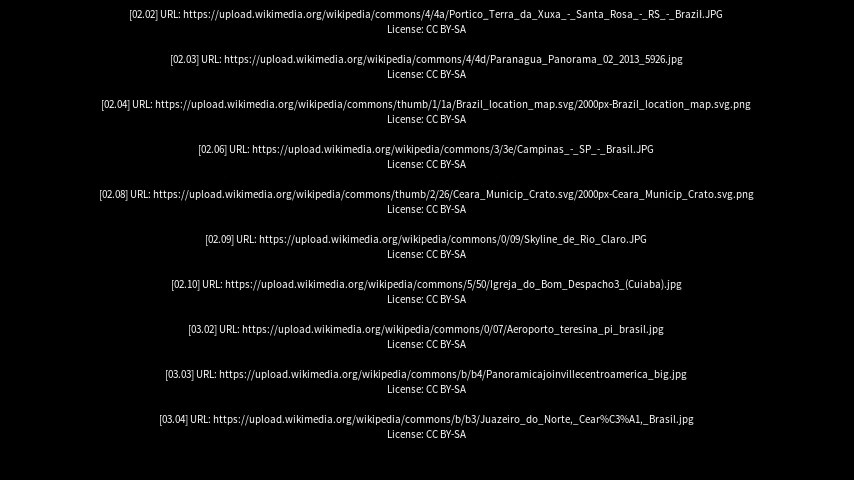 [02.02] URL: https://upload.wikimedia.org/wikipedia/commons/4/4a/Portico_Terra_da_Xuxa_-_Santa_Rosa_-_RS_-_Brazil.JPG
License: CC BY-SA
[02.03] URL: https://upload.wikimedia.org/wikipedia/commons/4/4d/Paranagua_Panorama_02_2013_5926.jpg
License: CC BY-SA
[02.04] URL: https://upload.wikimedia.org/wikipedia/commons/thumb/1/1a/Brazil_location_map.svg/2000px-Brazil_location_map.svg.png
License: CC BY-SA
[02.06] URL: https://upload.wikimedia.org/wikipedia/commons/3/3e/Campinas_-_SP_-_Brasil.JPG
License: CC BY-SA
[02.08] URL: https://upload.wikimedia.org/wikipedia/commons/thumb/2/26/Ceara_Municip_Crato.svg/2000px-Ceara_Municip_Crato.svg.png
License: CC BY-SA
[02.09] URL: https://upload.wikimedia.org/wikipedia/commons/0/09/Skyline_de_Rio_Claro.JPG
License: CC BY-SA
[02.10] URL: https://upload.wikimedia.org/wikipedia/commons/5/50/Igreja_do_Bom_Despacho3_(Cuiaba).jpg
License: CC BY-SA
[03.02] URL: https://upload.wikimedia.org/wikipedia/commons/0/07/Aeroporto_teresina_pi_brasil.jpg
License: CC BY-SA
[03.03] URL: https://upload.wikimedia.org/wikipedia/commons/b/b4/Panoramicajoinvillecentroamerica_big.jpg
License: CC BY-SA
[03.04] URL: https://upload.wikimedia.org/wikipedia/commons/b/b3/Juazeiro_do_Norte,_Cear%C3%A1,_Brasil.jpg
License: CC BY-SA